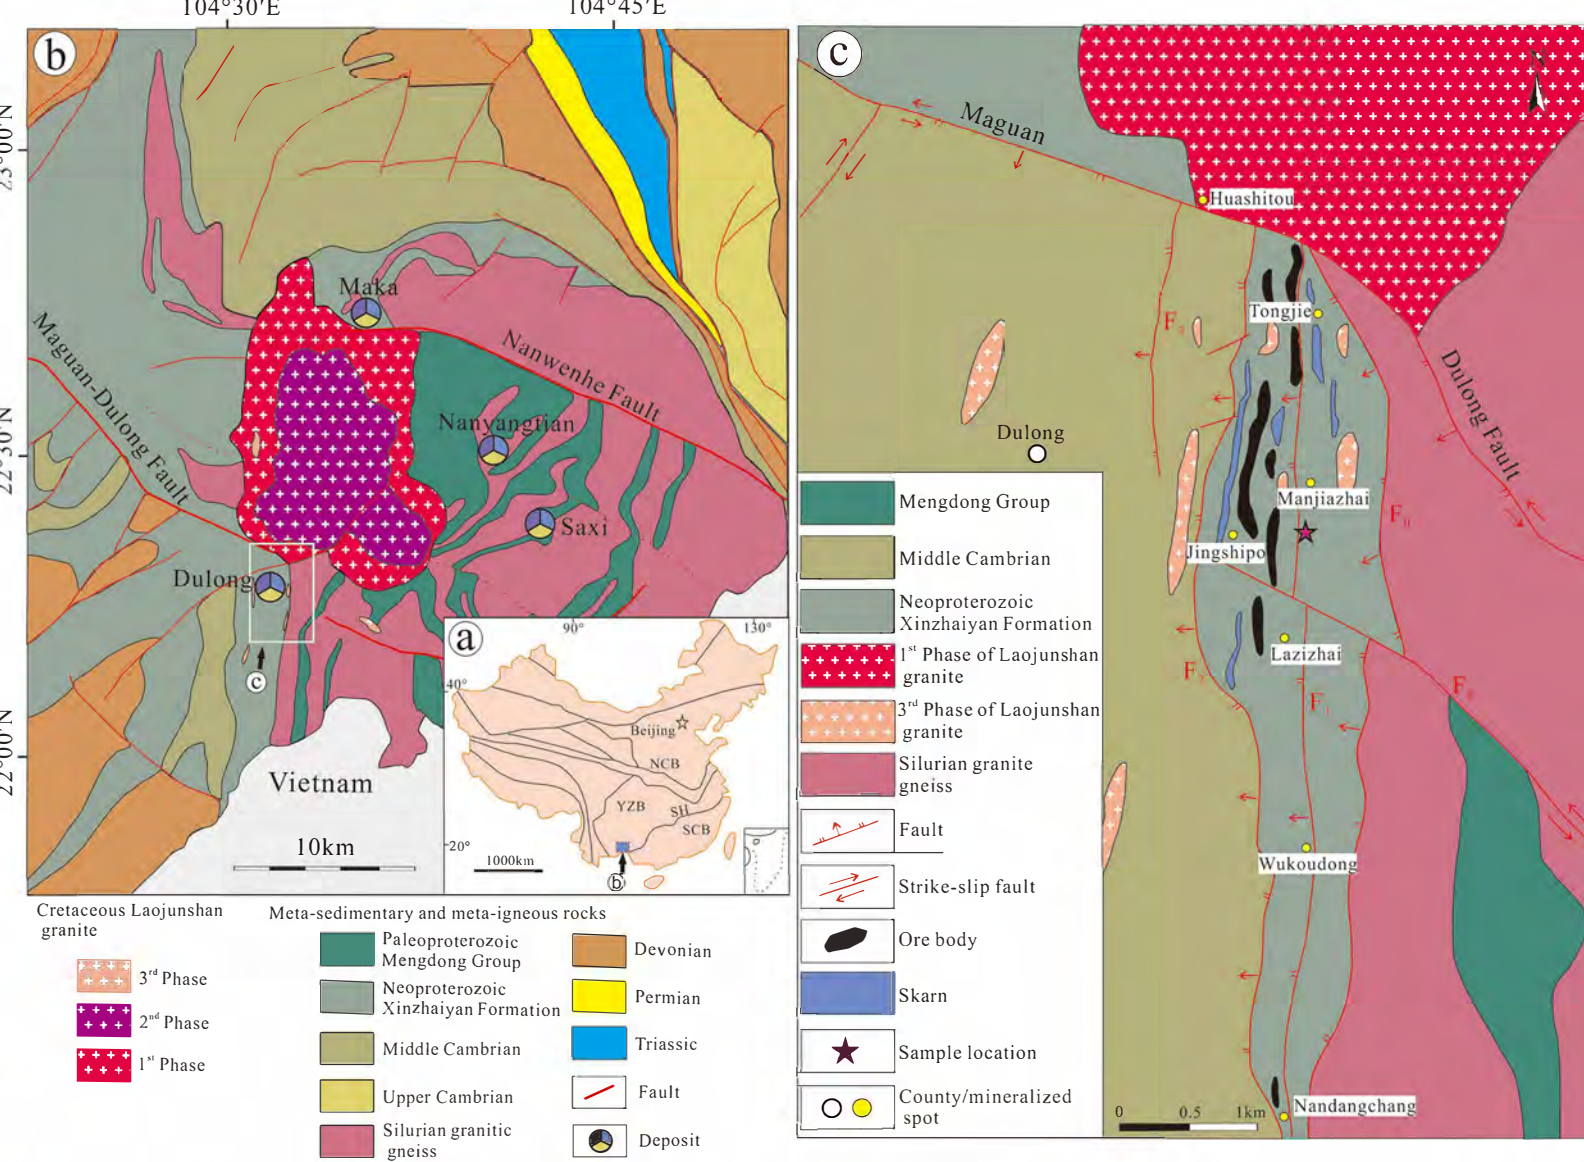 104°30′E
104°45′E
23°00′N
22°30′N
22°00′N
b
Maka
Maguan-Dulong Fault
Nanwenhe Fault
Nanyangtian
Saxi
Dulong
c
Vietnam
10km
a
90°
130°
40°
20°
Beijing
NCB
YZB
SH
SCB
1000km
b
Cretaceous Laojunshan
granite
3rd Phase
2nd Phase
1st Phase
Meta-sedimentary and meta-igneous rocks
Paleoproterozoic
Mengdong Group
Neoproterozoic
Xinzhaiyan Formation
Middle Cambrian
Upper Cambrian
Silurian granitic
gneiss
Devonian
Permian
Triassic
Fault
Deposit
c
N
Maguan
Huashitou
Tongjie
F
Dulong Fault
Dulong
Manjiazhai
F
Jingshipo
Lazizhai
F
F
F
Wukoudong
Nandangchang
0 0.5 1km
Mengdong Group
Middle Cambrian
Neoproterozoic
Xinzhaiyan Formation
1st Phase of Laojunshan
granite
3rd Phase of Laojunshan
granite
Silurian granite
gneiss
Fault
Strike-slip fault
Ore body
Skarn
Sample location
County/mineralized
spot